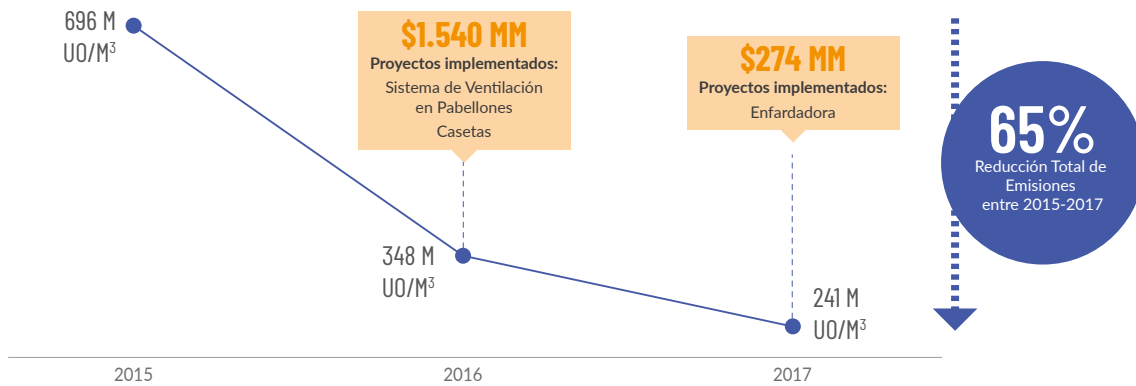 696 M
UO/M³
$1.540 MM
Proyectos implementados:
Sistema de Ventilación
en Pabellones
Casetas
348 M
UO/M³
$274 MM
Proyectos implementados:
Enfardadora
241 M
UO/M³
65%
Reducción Total de
Emisiones
entre 2015-2017
2015
2016
2017